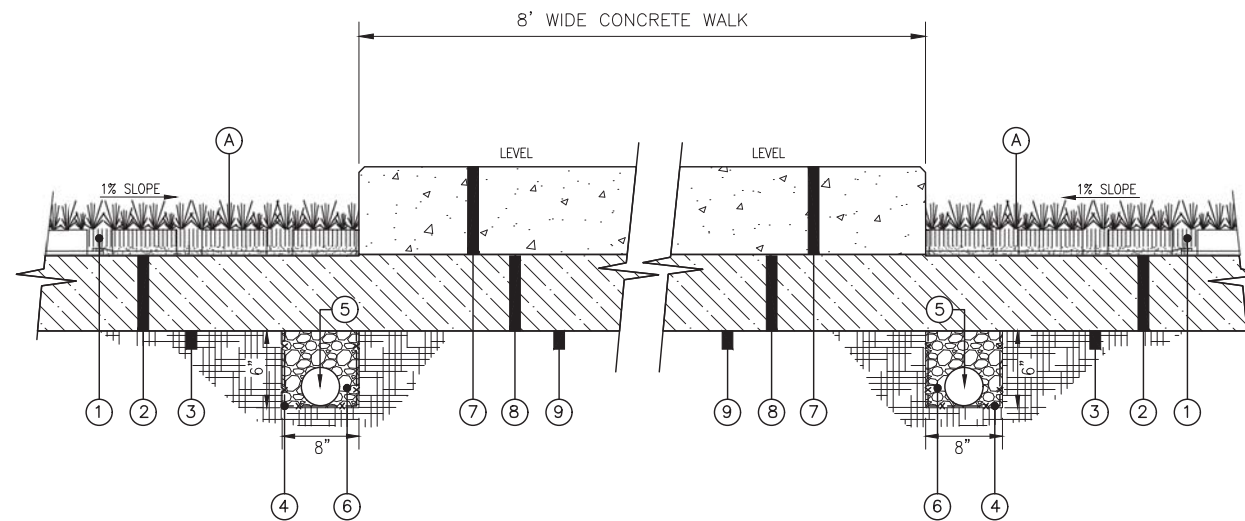 8' WIDE CONCRETE WALK
A LEVEL LEVEL A
1% SLOPE 1% SLOPE
5 5
6" 6"
1 2 3 7 8 9 9 8 7 3 2 1
8" 8"
4 6 6 4